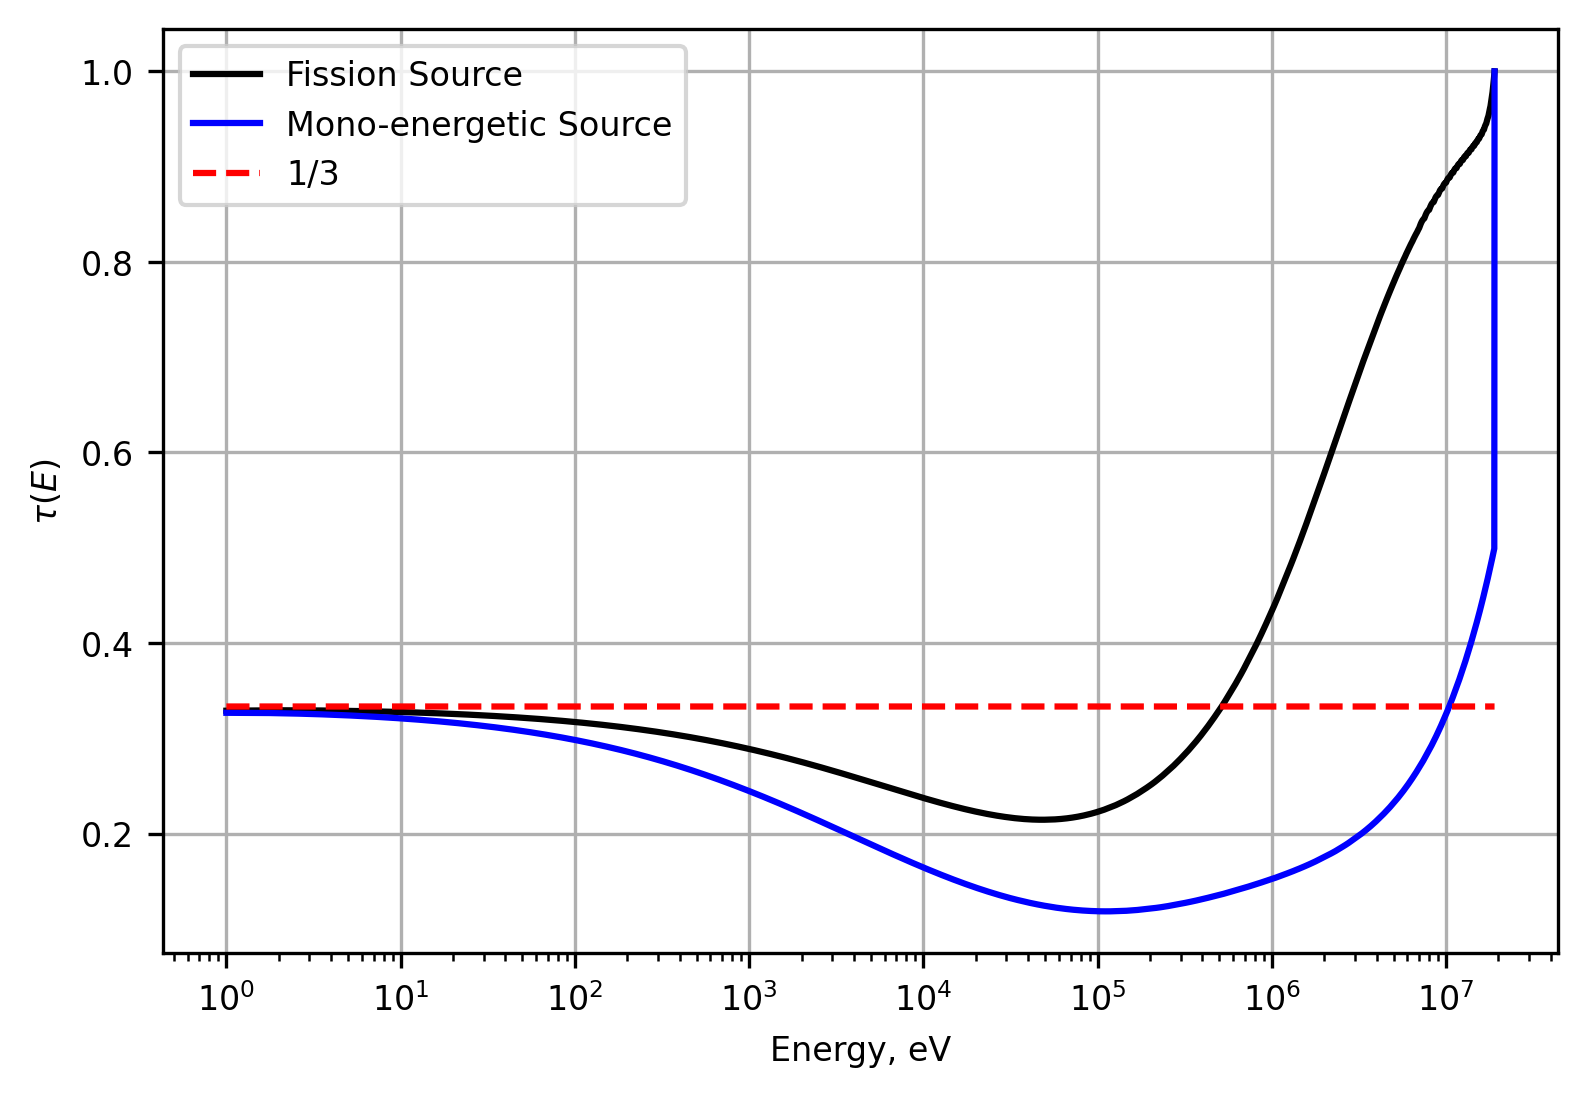 Fission Source
Mono-energetic Source
1/3
1.0
0.8
0.6
0.4
0.2
τ(E)
10⁰ 10¹ 10² 10³ 10⁴ 10⁵ 10⁶ 10⁷
Energy, eV